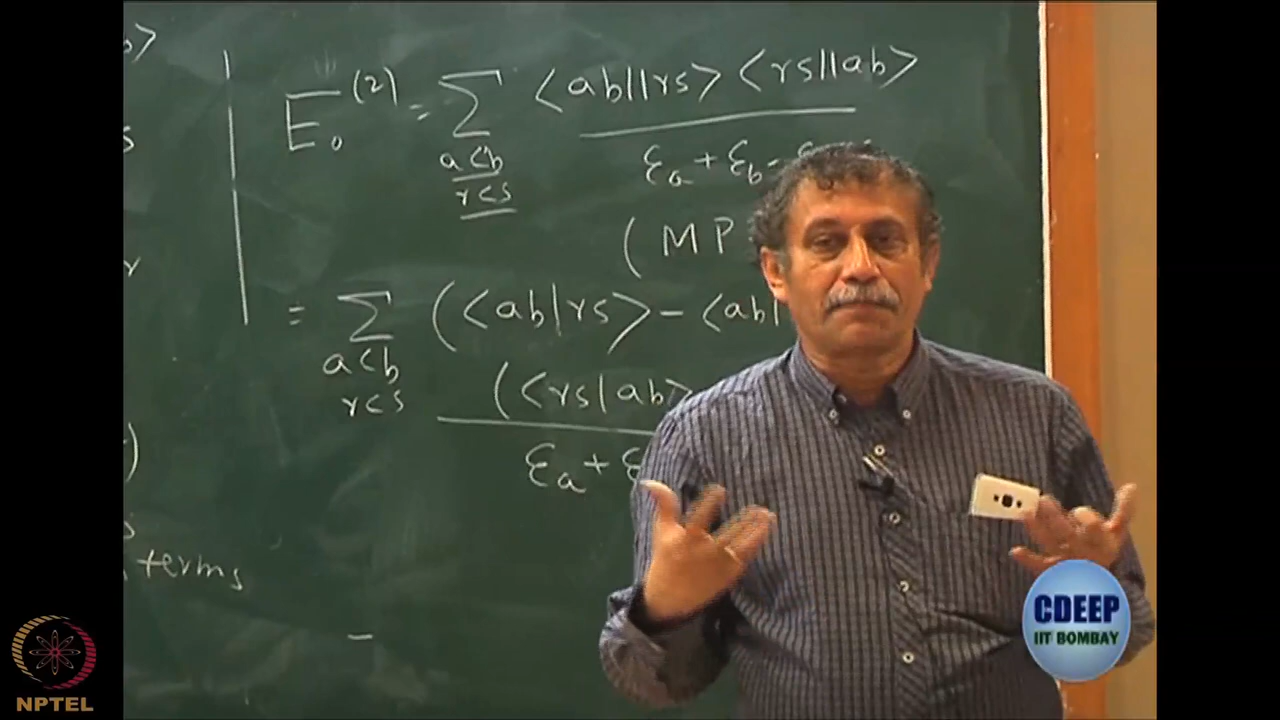 E₀⁽²⁾ = Σ <ab||rs> <rs||ab>
a<b
r<s
εₐ + ε_b -
(MP
= Σ (<ab|rs> - <ab|
a<b
r<s
(<rs|ab>
εₐ + ε
terms
-
CDEEP
IIT BOMBAY
NPTEL